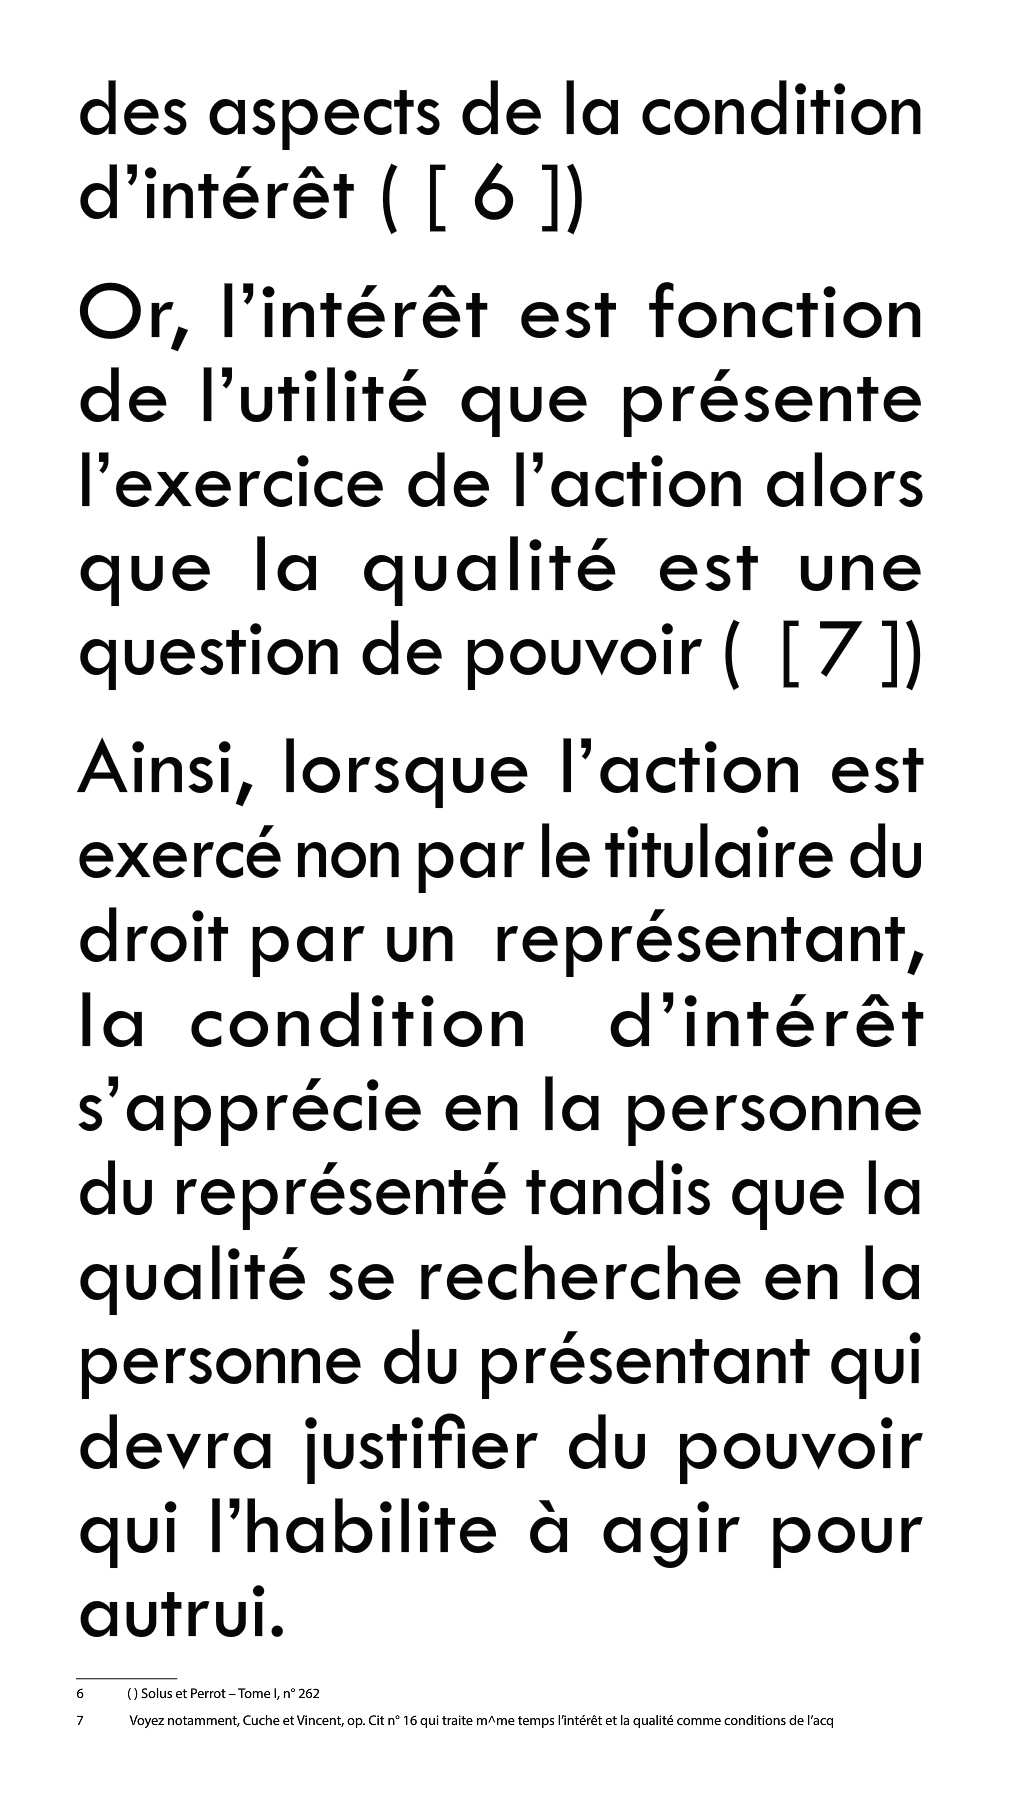 des aspects de la condition
d’intérêt ( [ 6 ])
Or, l’intérêt est fonction
de l’utilité que présente
l’exercice de l’action alors
que la qualité est une
question de pouvoir ( [ 7 ])
Ainsi, lorsque l’action est
exercé non par le titulaire du
droit par un représentant,
la condition d’intérêt
s’apprécie en la personne
du représenté tandis que la
qualité se recherche en la
personne du présentant qui
devra justifier du pouvoir
qui l’habilite à agir pour
autrui.
6 ( ) Solus et Perrot – Tome I, n° 262
7 Voyez notamment, Cuche et Vincent, op. Cit n° 16 qui traite m^me temps l’intérêt et la qualité comme conditions de l’acq